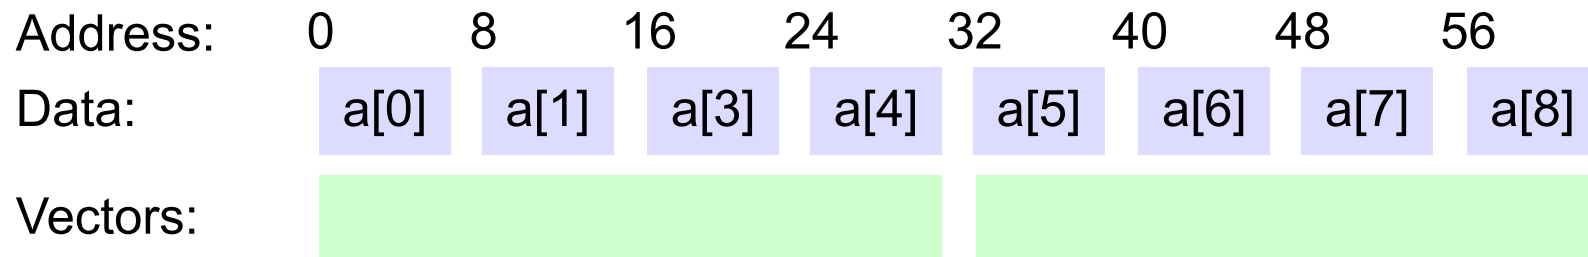 Address: 0 8 16 24 32 40 48 56
Data: a[0] a[1] a[3] a[4] a[5] a[6] a[7] a[8]
Vectors: